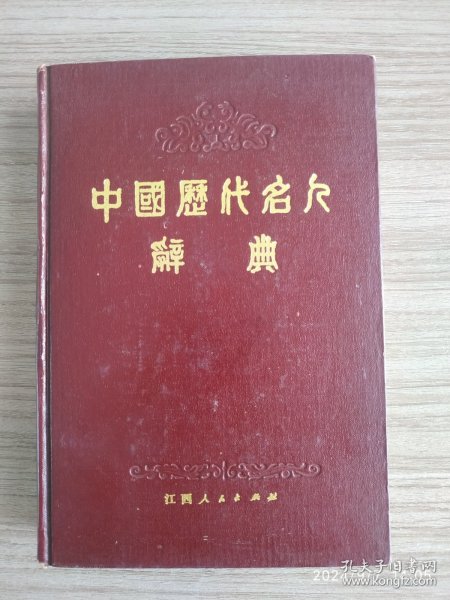 中國歷代名人
辭典
江西人民出版社
孔夫子旧书网